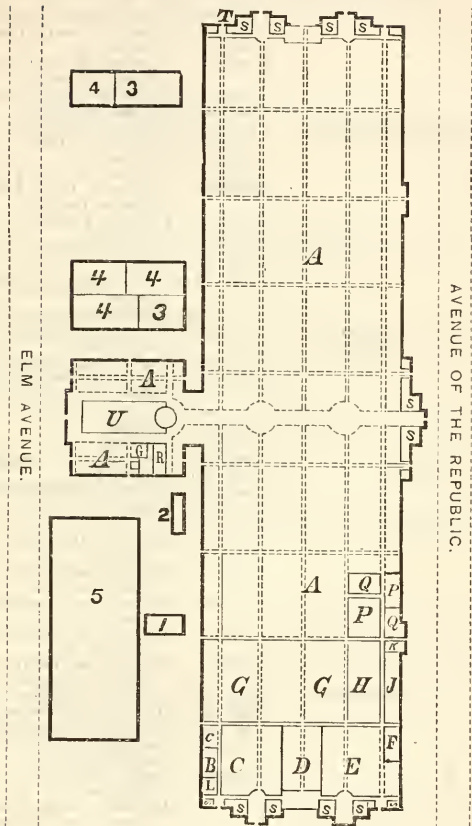 T S S S S
4 3
A
4 4
4 3
A
U
A G R
S
S
ELM AVENUE.
AVENUE OF THE REPUBLIC.
2
5
1
A Q P
P Q
K
G G H J
C C D E F
B
L
S S S S